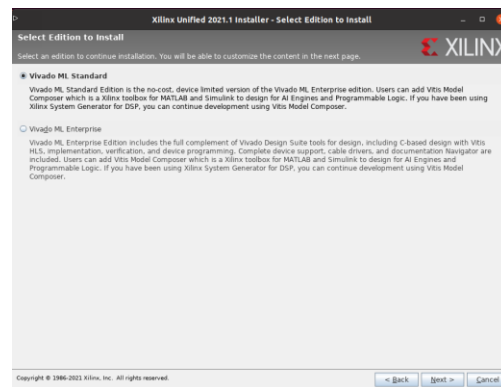 Xilinx Unified 2021.1 Installer - Select Edition to Install
Select Edition to Install
Select an edition to continue installation. You will be able to customize the content in the next page.
XILINX
Vivado ML Standard
Vivado ML Standard Edition is the no-cost, device limited version of the Vivado ML Enterprise edition. Users can add Vitis Model
Composer which is a Xilinx toolbox for MATLAB and Simulink to design for AI Engines and Programmable Logic. If you have been using
Xilinx System Generator for DSP, you can continue development using Vitis Model Composer.
Vivado ML Enterprise
Vivado ML Enterprise Edition includes the full complement of Vivado Design Suite tools for design, including C-based design with Vitis
HLS, implementation, verification, and device programming. Complete device support, cable drivers, and documentation Navigator are
included. Users can add Vitis Model Composer which is a Xilinx toolbox for MATLAB and Simulink to design for AI Engines and
Programmable Logic. If you have been using Xilinx System Generator for DSP, you can continue development using Vitis Model
Composer.
Copyright © 1986-2021 Xilinx, Inc. All rights reserved.
< Back Next > Cancel